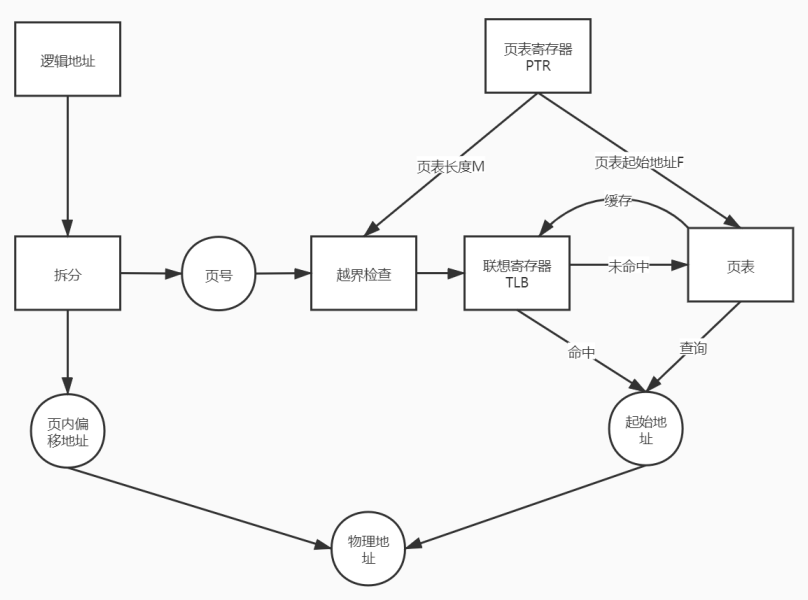 逻辑地址
页表寄存器
PTR
页表长度M
页表起始地址F
缓存
拆分
页号
越界检查
联想寄存器
TLB
未命中
页表
命中
查询
页内偏
移地址
起始地
址
物理地
址